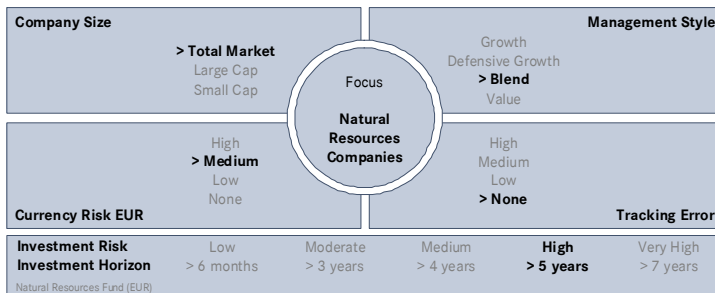 Company Size
> Total Market
Large Cap
Small Cap
Management Style
Growth
Defensive Growth
> Blend
Value
Focus
Natural
Resources
Companies
High
> Medium
Low
None
Currency Risk EUR
High
Medium
Low
> None
Tracking Error
Investment Risk Low Moderate Medium High Very High
Investment Horizon > 6 months > 3 years > 4 years > 5 years > 7 years
Natural Resources Fund (EUR)